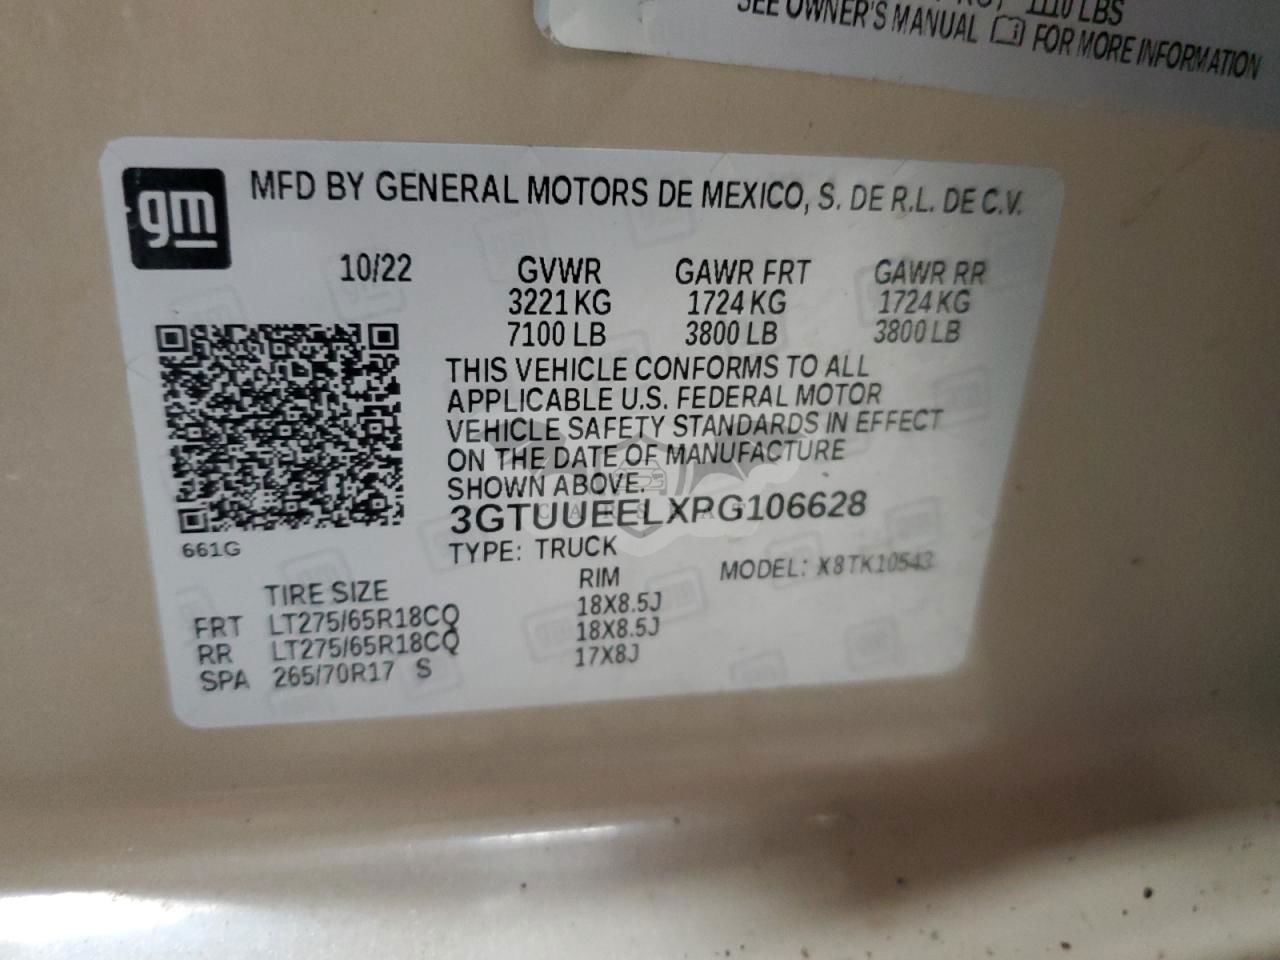 1110 LBS
SEE OWNER'S MANUAL FOR MORE INFORMATION
gm
MFD BY GENERAL MOTORS DE MEXICO, S. DE R.L. DE C.V.
10/22 GVWR GAWR FRT GAWR RR
3221 KG 1724 KG 1724 KG
7100 LB 3800 LB 3800 LB
THIS VEHICLE CONFORMS TO ALL
APPLICABLE U.S. FEDERAL MOTOR
VEHICLE SAFETY STANDARDS IN EFFECT
ON THE DATE OF MANUFACTURE
SHOWN ABOVE.
3GTUUEELXPG106628
661G
TYPE: TRUCK MODEL: X8TK10543
TIRE SIZE RIM
FRT LT275/65R18CQ 18X8.5J
RR LT275/65R18CQ 18X8.5J
SPA 265/70R17 S 17X8J